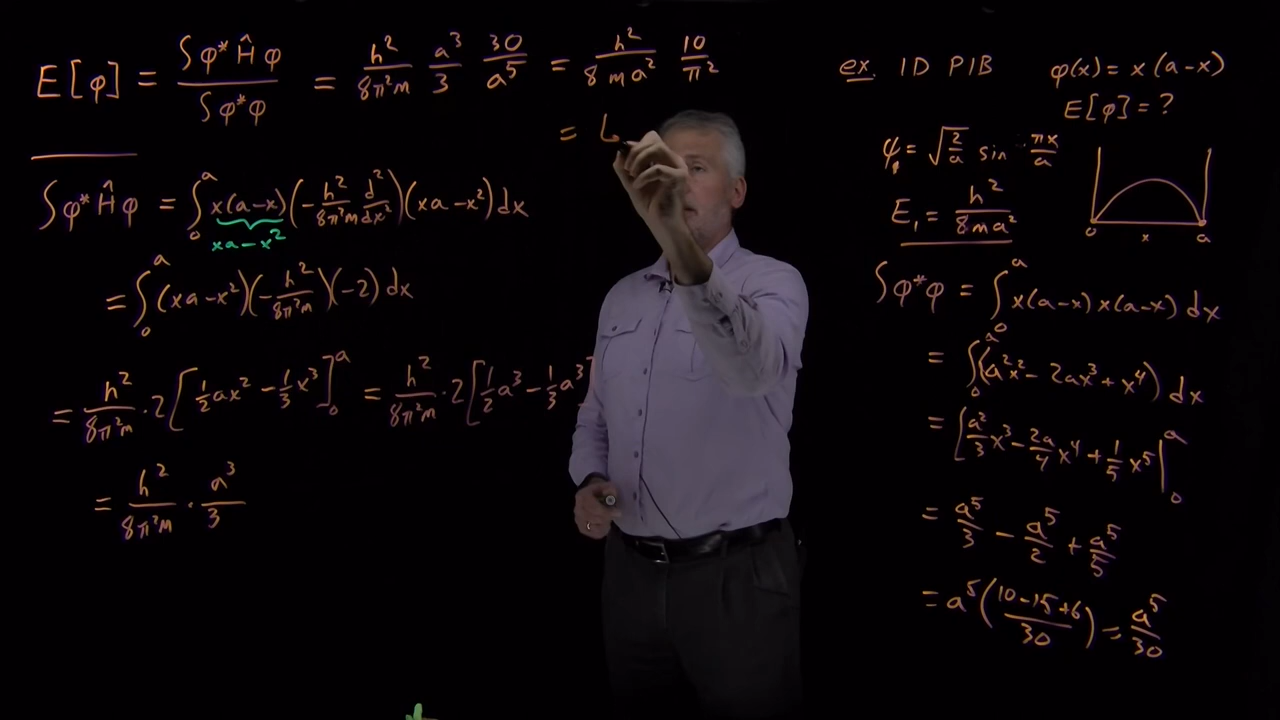 E[φ] = ∫φ*Ĥφ / ∫φ*φ = h²/8π²m a³/3 30/a⁵ = h²/8ma² 10/π²
=
∫φ*Ĥφ = ∫₀ᵃ x(a-x)(-h²/8π²m d²/dx²)(xa-x²)dx
xa-x²
= ∫₀ᵃ (xa-x²)(-h²/8π²m)(-2)dx
= h²/8π²m · 2[½ax² - ⅓x³]₀ᵃ = h²/8π²m · 2[½a³ - ⅓a³]
= h²/8π²m · a³/3
ex. 1D PIB φ(x) = x(a-x)
E[φ] = ?
ψ₁ = √(2/a) sin πx/a
E₁ = h²/8ma²
0 x a
∫φ*φ = ∫₀ᵃ x(a-x)x(a-x)dx
= ∫₀ᵃ (a²x² - 2ax³ + x⁴)dx
= [a²/3 x³ - 2a/4 x⁴ + 1/5 x⁵|₀ᵃ
= a⁵/3 - a⁵/2 + a⁵/5
= a⁵(10-15+6 / 30) = a⁵/30